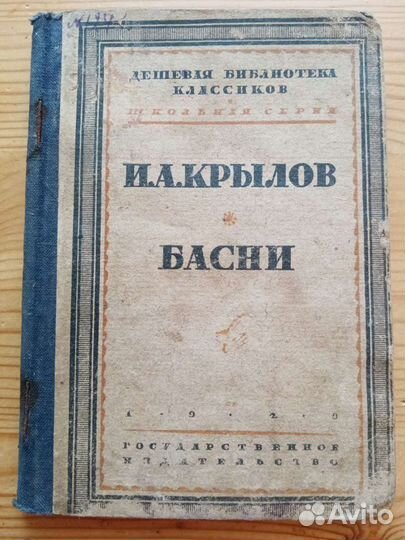 ДЕШЕВАЯ БИБЛИОТЕКА
КЛАССИКОВ
ШКОЛЬНАЯ СЕРИЯ
И.А.КРЫЛОВ
БАСНИ
ГОСУДАРСТВЕННОЕ
ИЗДАТЕЛЬСТВО
Avito